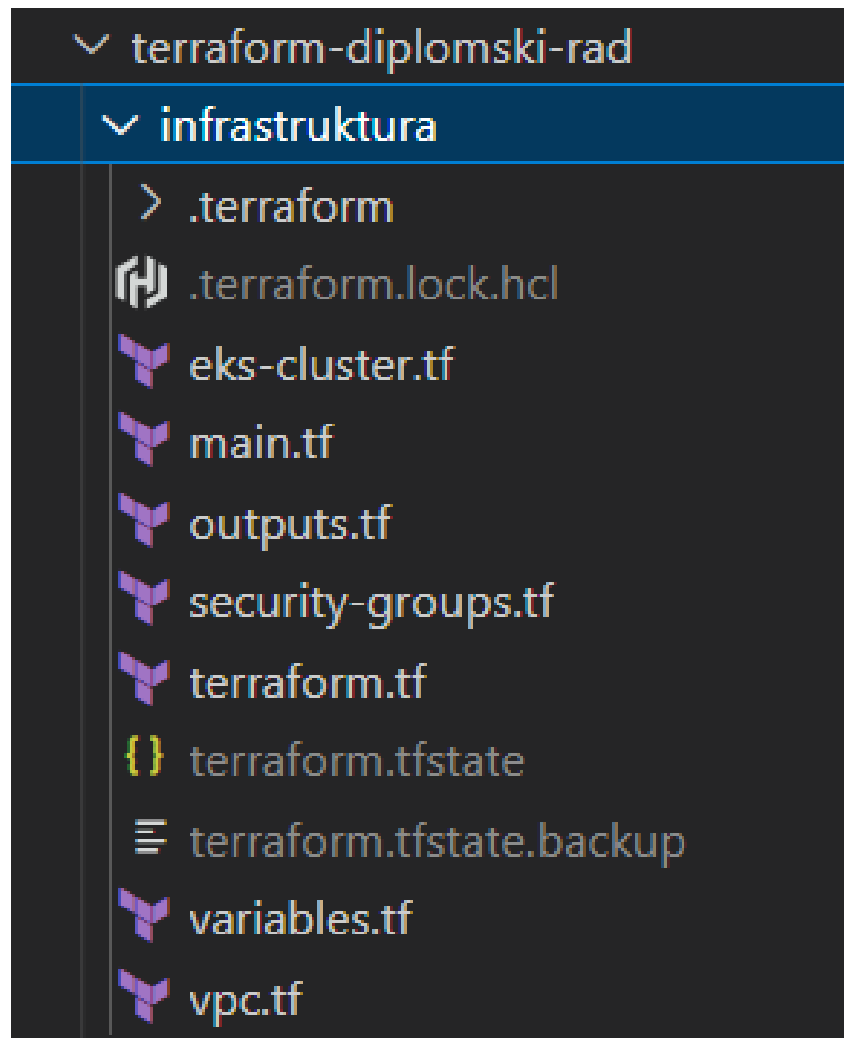 terraform-diplomski-rad
infrastruktura
.terraform
.terraform.lock.hcl
eks-cluster.tf
main.tf
outputs.tf
security-groups.tf
terraform.tf
terraform.tfstate
terraform.tfstate.backup
variables.tf
vpc.tf